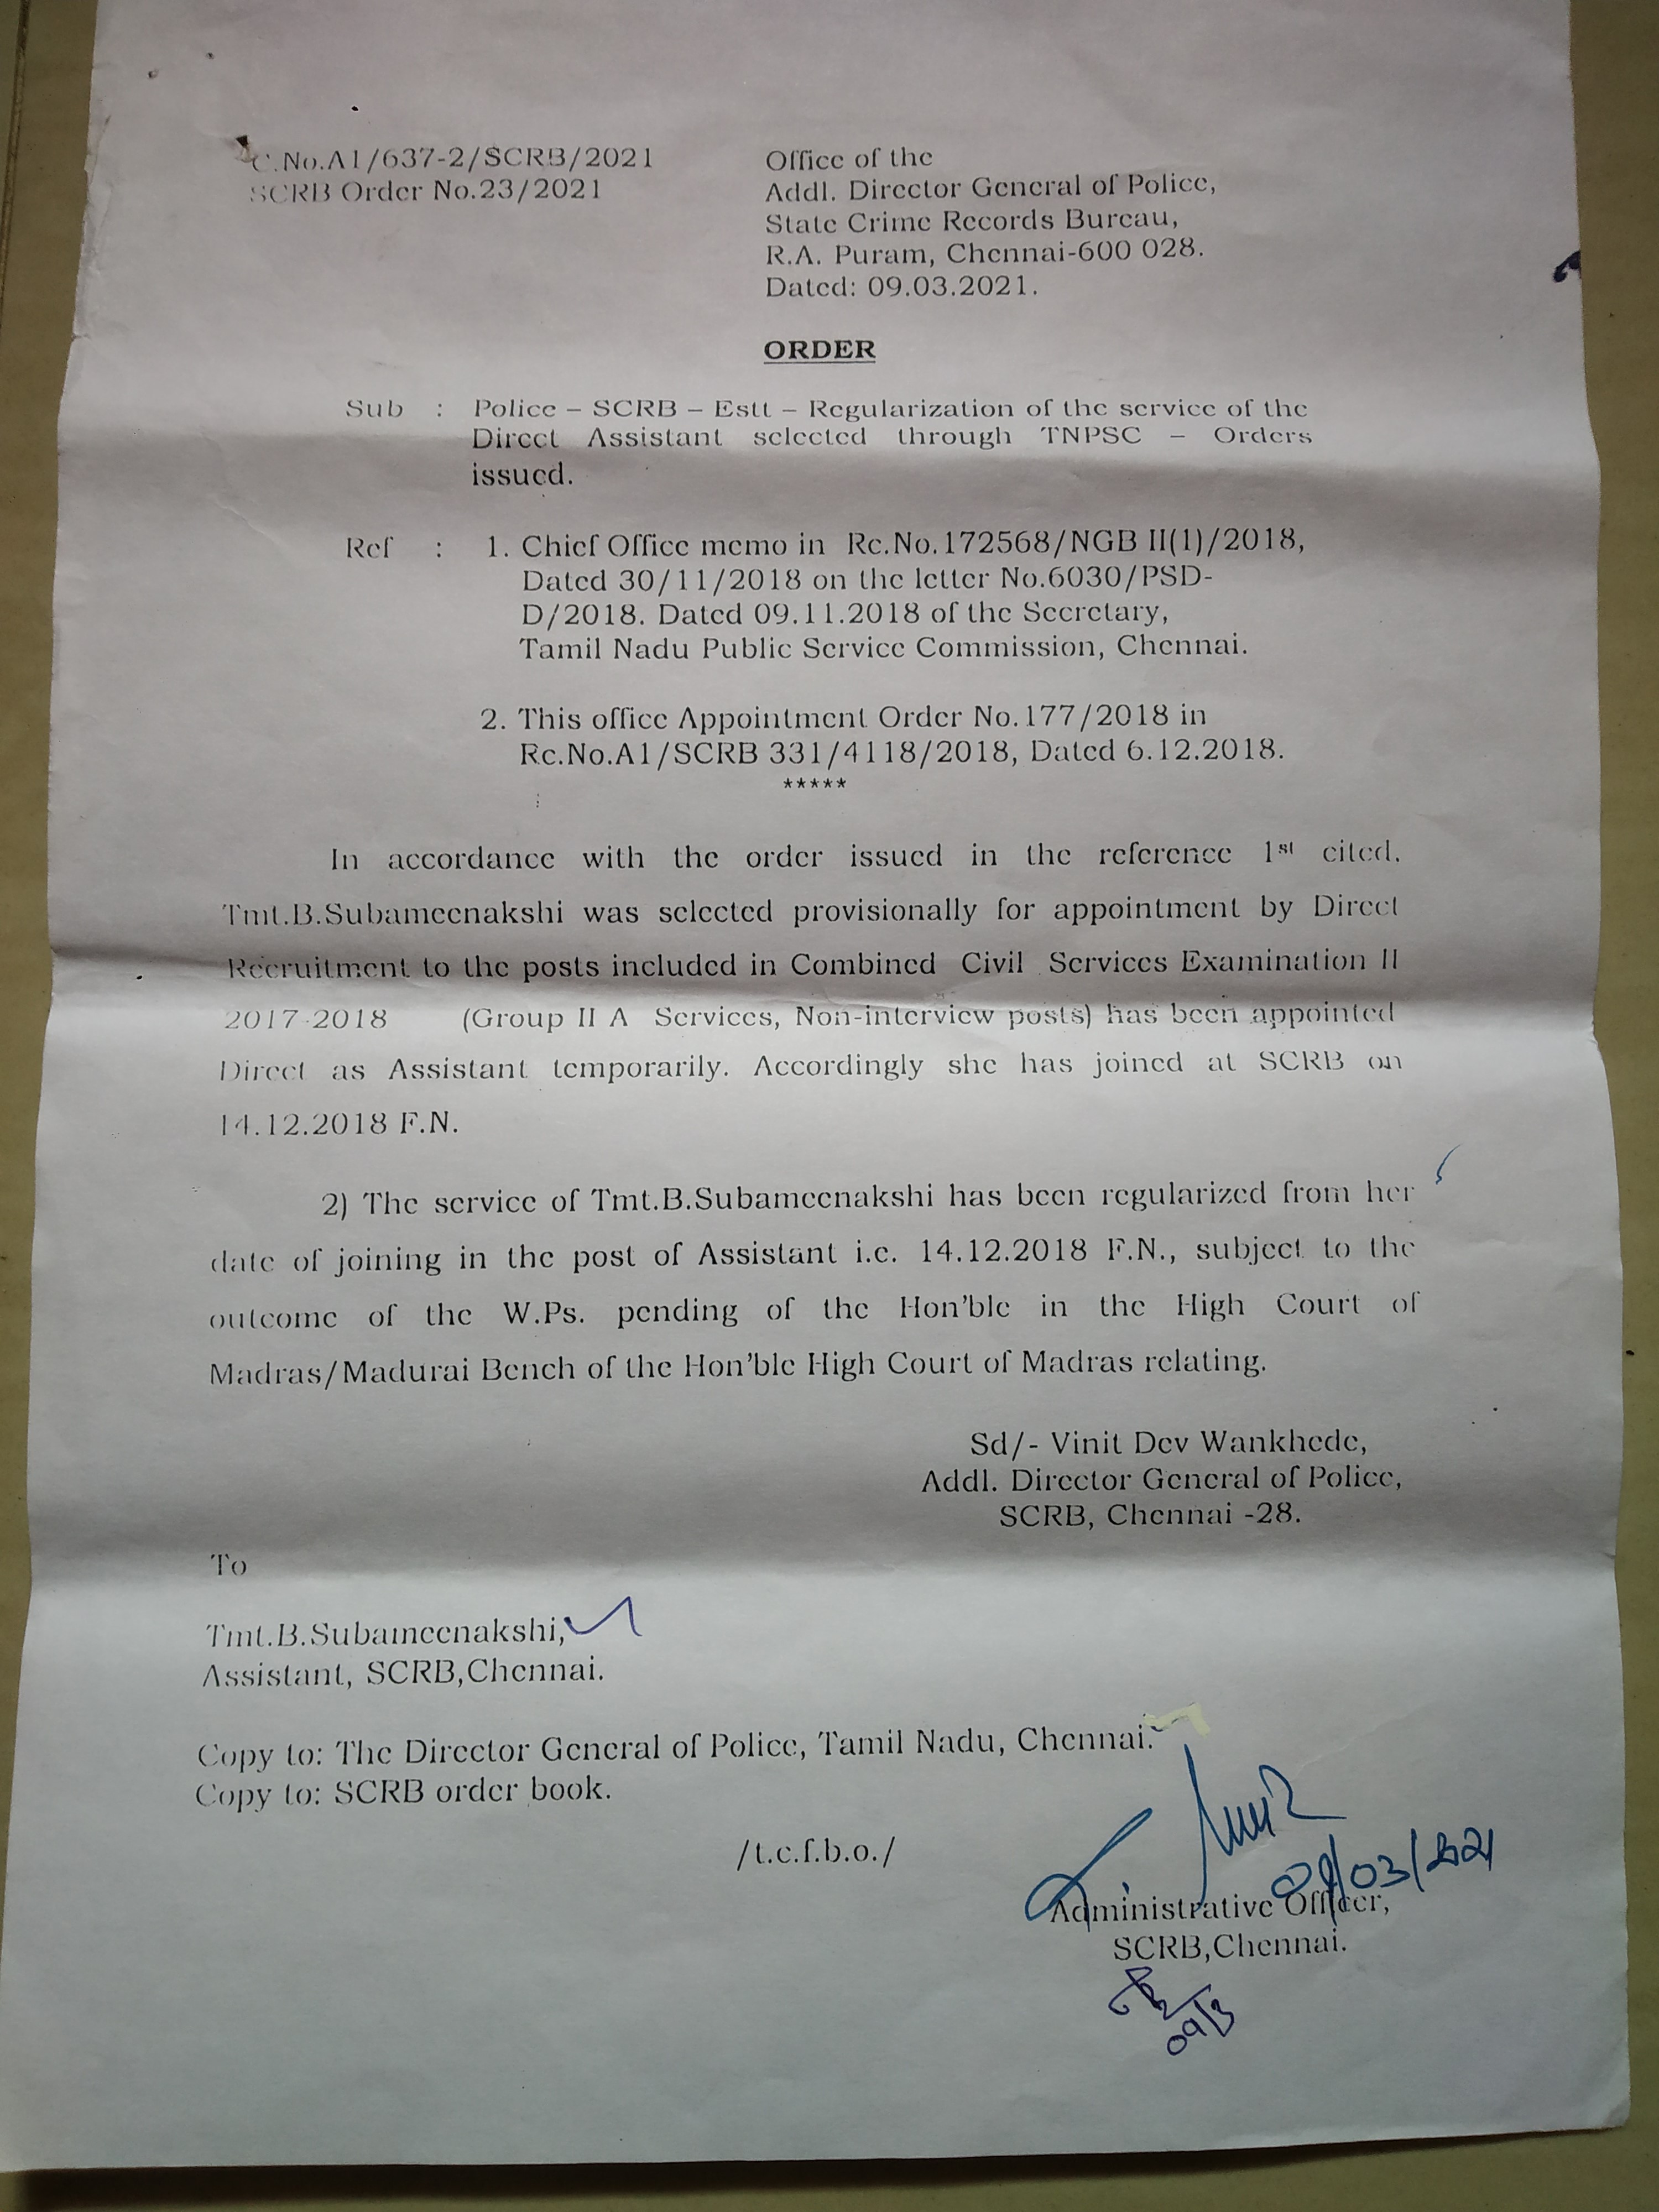 C.No.A1/637-2/SCRB/2021
SCRB Order No.23/2021
Office of the
Addl. Director General of Police,
State Crime Records Bureau,
R.A. Puram, Chennai-600 028.
Dated: 09.03.2021.
ORDER
Sub : Police – SCRB – Estt – Regularization of the service of the
Direct Assistant selected through TNPSC – Orders
issued.
Ref : 1. Chief Office memo in Rc.No.172568/NGB II(1)/2018,
Dated 30/11/2018 on the letter No.6030/PSD-
D/2018. Dated 09.11.2018 of the Secretary,
Tamil Nadu Public Service Commission, Chennai.
2. This office Appointment Order No.177/2018 in
Rc.No.A1/SCRB 331/4118/2018, Dated 6.12.2018.
*****
In accordance with the order issued in the reference 1st cited.
Tmt.B.Subameenakshi was selected provisionally for appointment by Direct
Recruitment to the posts included in Combined Civil Services Examination II
2017-2018 (Group II A Services, Non-interview posts) has been appointed
Direct as Assistant temporarily. Accordingly she has joined at SCRB on
14.12.2018 F.N.
2) The service of Tmt.B.Subameenakshi has been regularized from her
date of joining in the post of Assistant i.e. 14.12.2018 F.N., subject to the
outcome of the W.Ps. pending of the Hon'ble in the High Court of
Madras/Madurai Bench of the Hon'ble High Court of Madras relating.
Sd/- Vinit Dev Wankhede,
Addl. Director General of Police,
SCRB, Chennai -28.
To
Tmt.B.Subameenakshi,
Assistant, SCRB,Chennai.
Copy to: The Director General of Police, Tamil Nadu, Chennai.
Copy to: SCRB order book.
/t.c.f.b.o./
09/03/2021
Administrative Officer,
SCRB,Chennai.
09/3